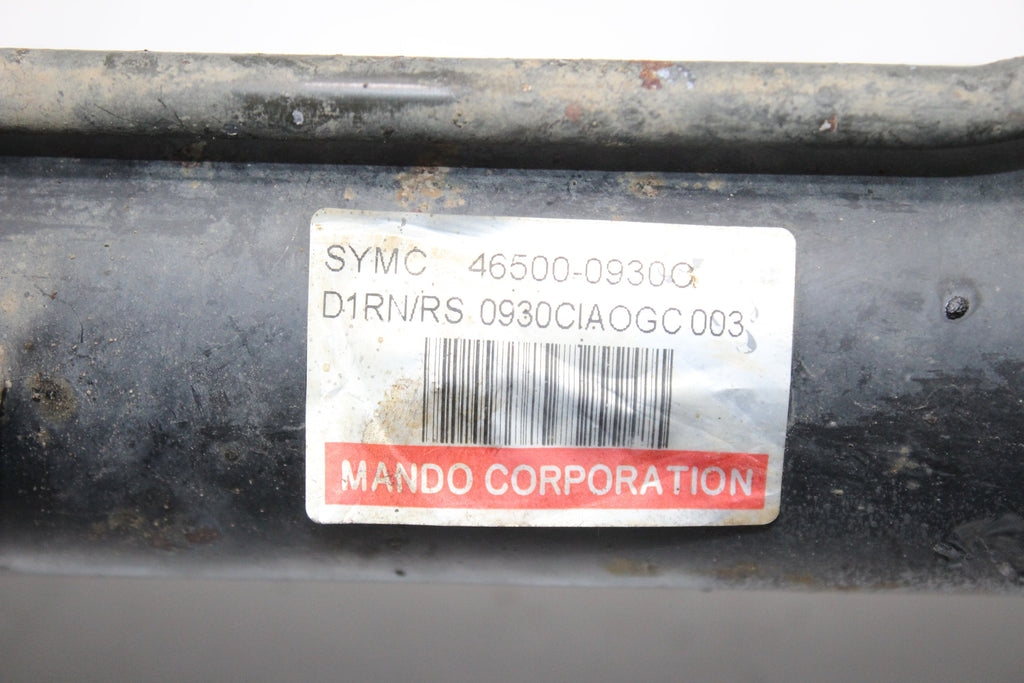 SYMC 46500-0930C
D1RN/RS 0930CIAOGC 003
MANDO CORPORATION